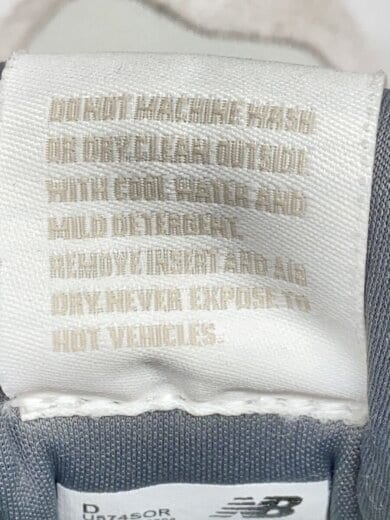 DO NOT MACHINE WASH
OR DRY.CLEAN OUTSIDE
WITH COOL WATER AND
MILD DETERGENT.
REMOVE INSERT AND AIR
DRY.NEVER EXPOSE TO
HOT VEHICLES.
D
U574SOR
NB